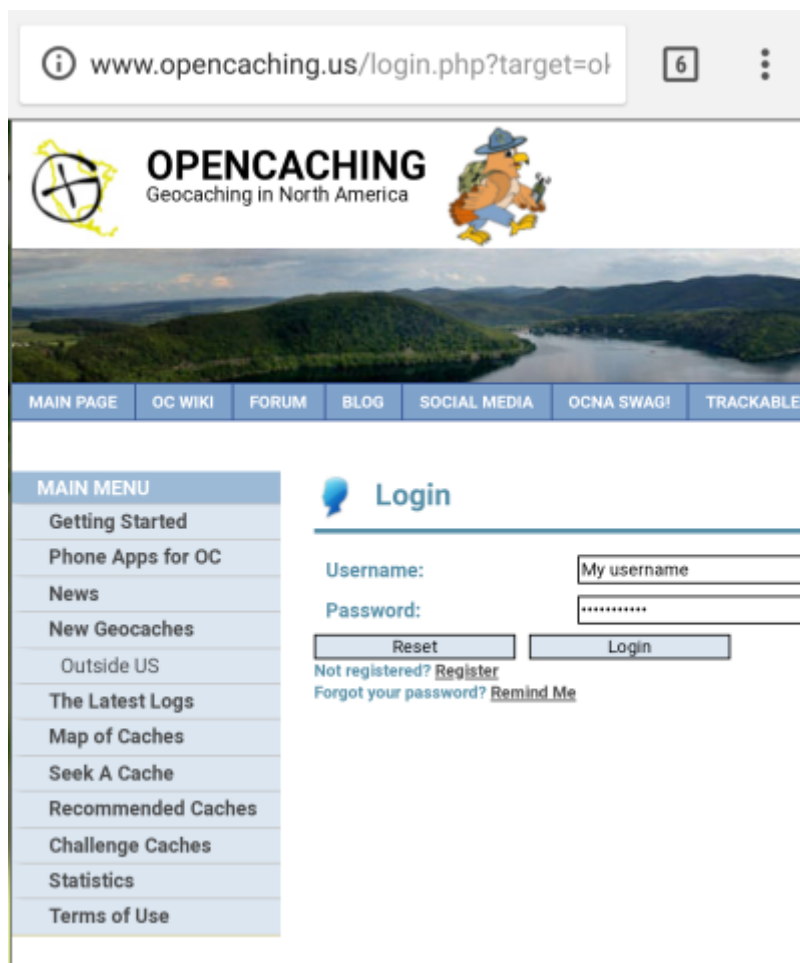 www.opencaching.us/login.php?target=ok
6
OPENCACHING
Geocaching in North America
MAIN PAGE OC WIKI FORUM BLOG SOCIAL MEDIA OCNA SWAG! TRACKABLE
MAIN MENU
Getting Started
Phone Apps for OC
News
New Geocaches
Outside US
The Latest Logs
Map of Caches
Seek A Cache
Recommended Caches
Challenge Caches
Statistics
Terms of Use
Login
Username: My username
Password: •••••••••••
Reset Login
Not registered? Register
Forgot your password? Remind Me